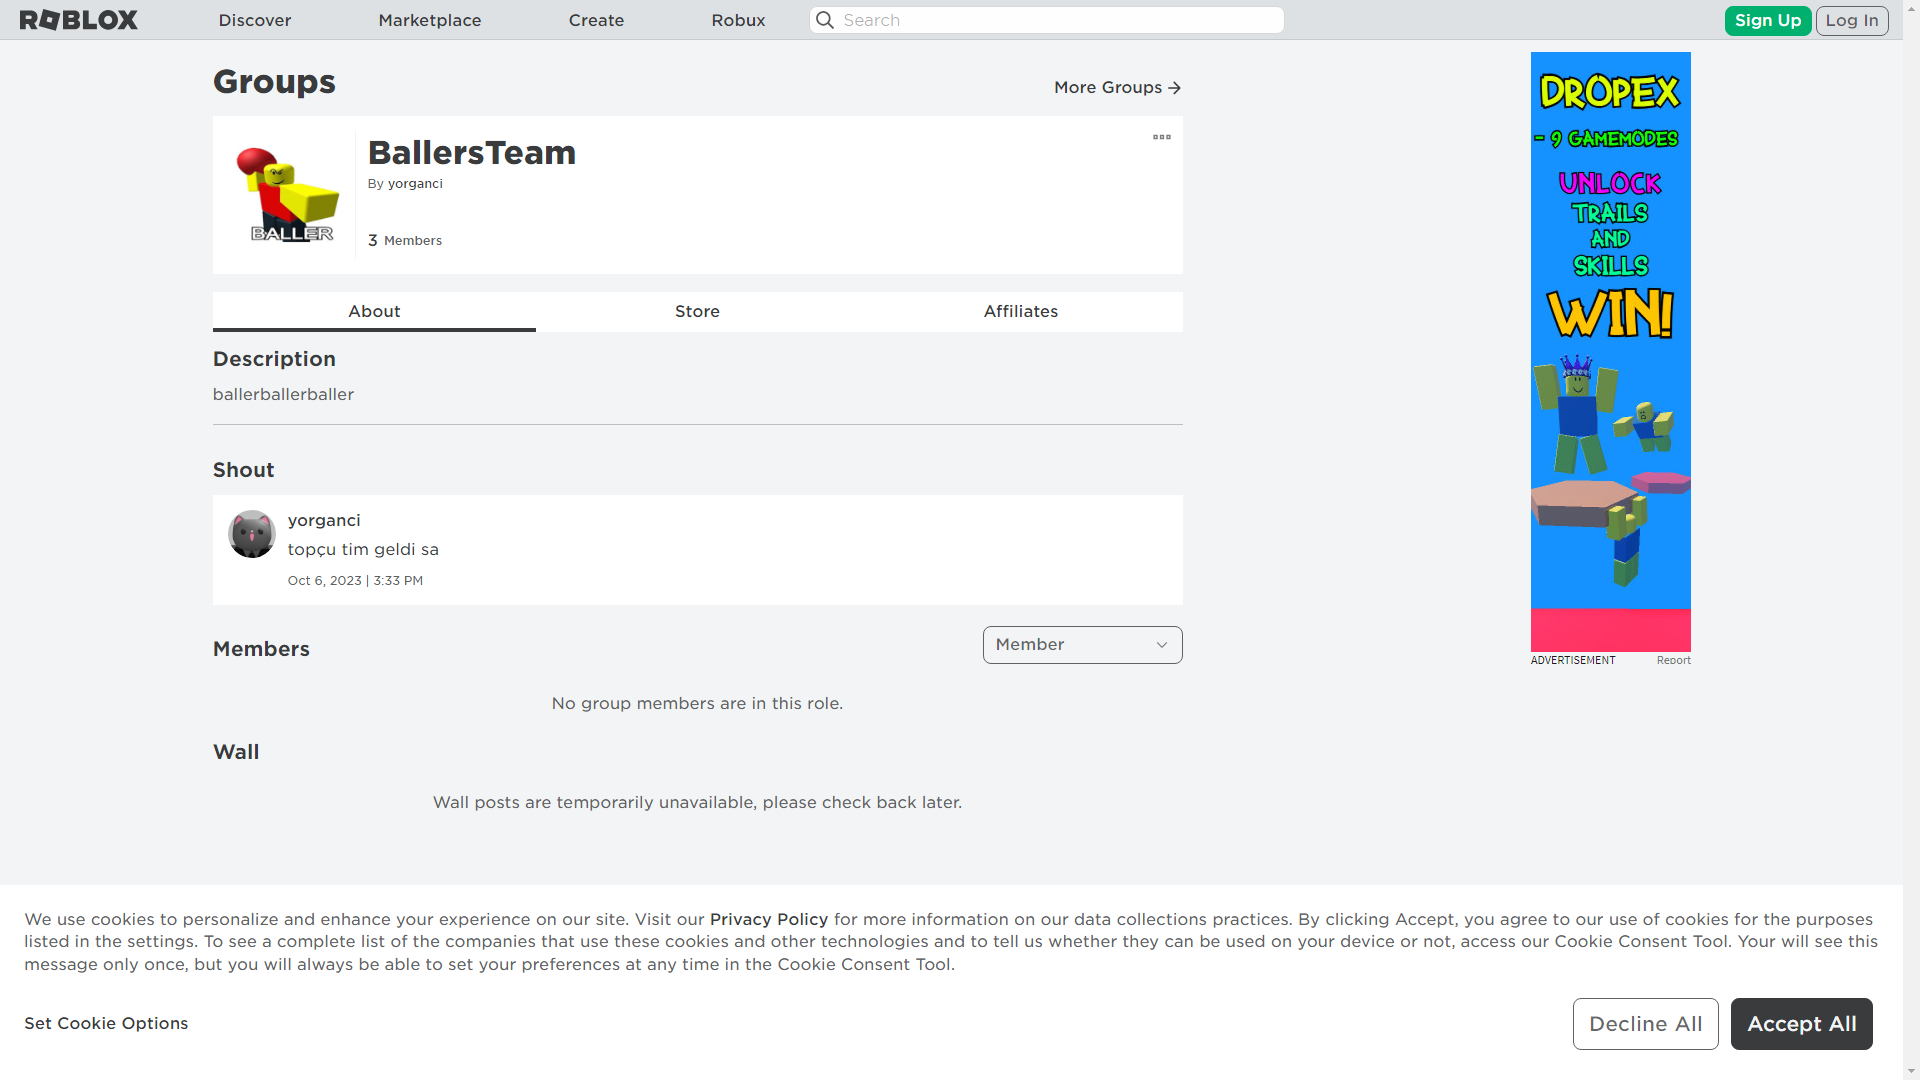 ROBLOX
Discover
Marketplace
Create
Robux
Search
Sign Up
Log In
Groups
More Groups
BALLER
BallersTeam
By yorganci
3 Members
About
Store
Affiliates
Description
ballerballerballer
Shout
yorganci
topçu tim geldi sa
Oct 6, 2023 | 3:33 PM
Members
Member
No group members are in this role.
Wall
Wall posts are temporarily unavailable, please check back later.
DROPEX
- 9 GAMEMODES
UNLOCK
TRAILS
AND
SKILLS
WIN!
ADVERTISEMENT
Report
We use cookies to personalize and enhance your experience on our site. Visit our Privacy Policy for more information on our data collections practices. By clicking Accept, you agree to our use of cookies for the purposes
listed in the settings. To see a complete list of the companies that use these cookies and other technologies and to tell us whether they can be used on your device or not, access our Cookie Consent Tool. Your will see this
message only once, but you will always be able to set your preferences at any time in the Cookie Consent Tool.
Set Cookie Options
Decline All
Accept All